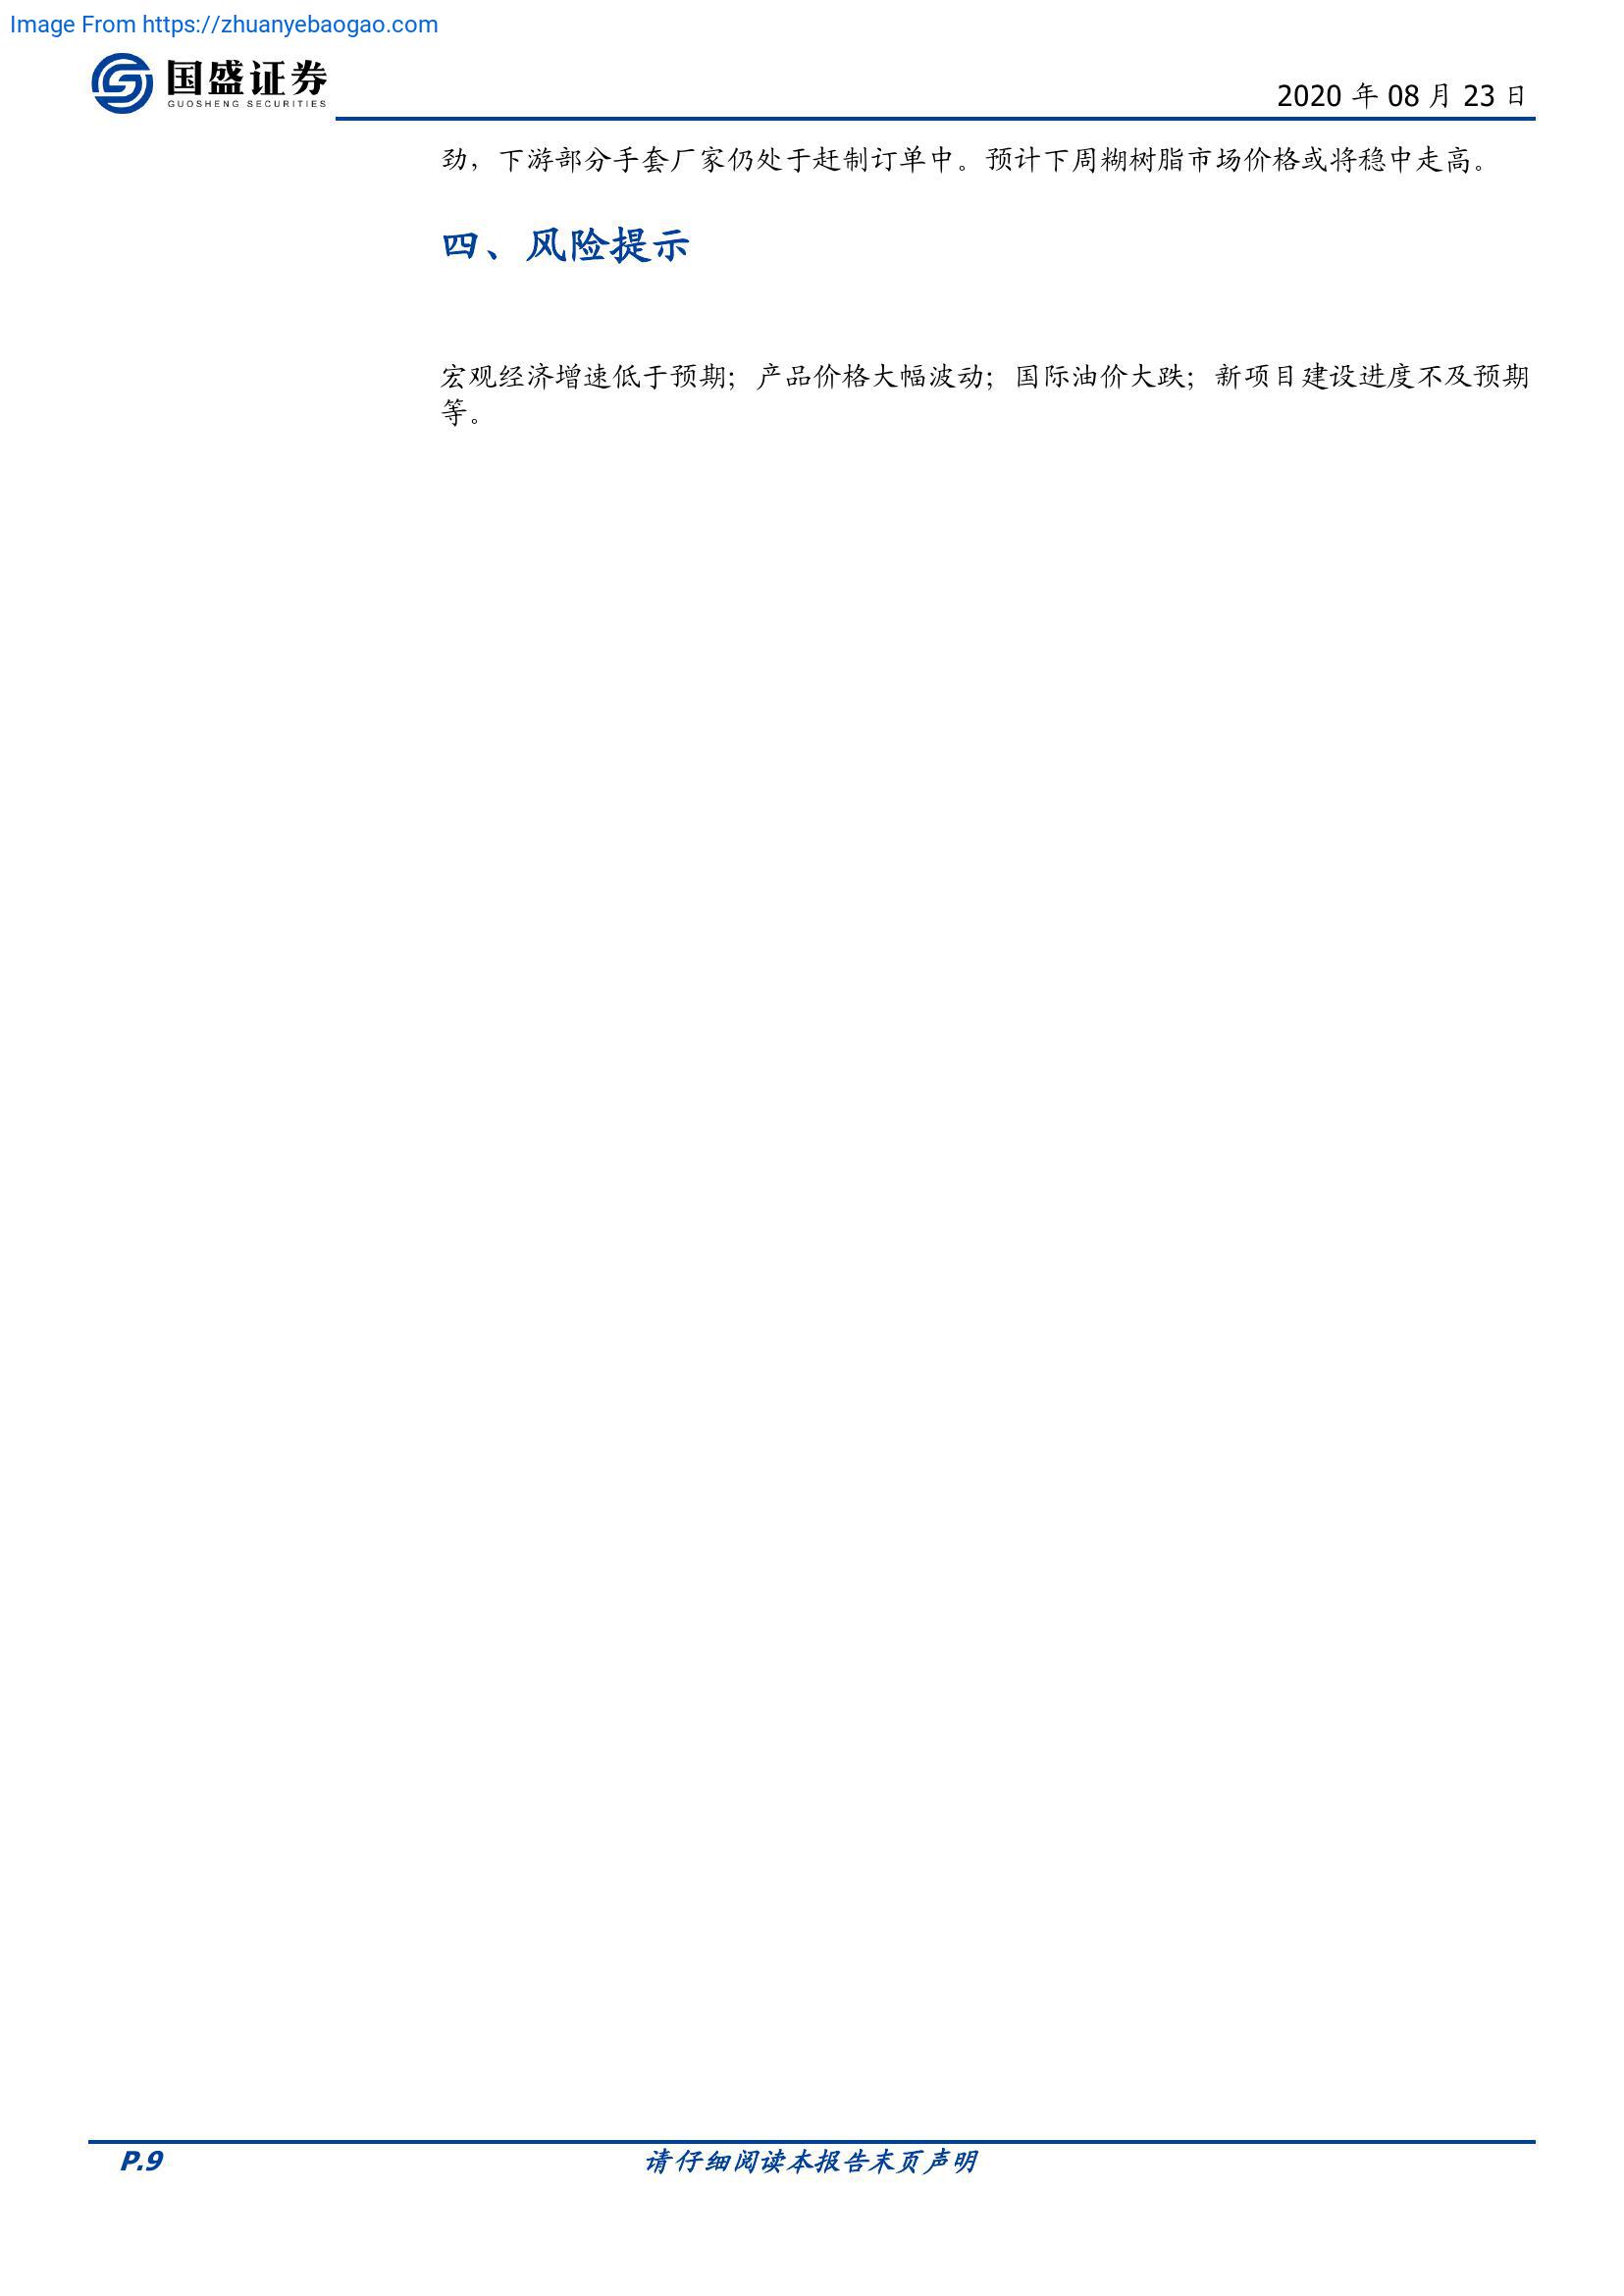 Image From https://zhuanyebaogao.com
国盛证券
GUOSHENG SECURITIES
2020 年 08 月 23 日
劲，下游部分手套厂家仍处于赶制订单中。预计下周糊树脂市场价格或将稳中走高。
四、风险提示
宏观经济增速低于预期；产品价格大幅波动；国际油价大跌；新项目建设进度不及预期
等。
P.9
请仔细阅读本报告末页声明